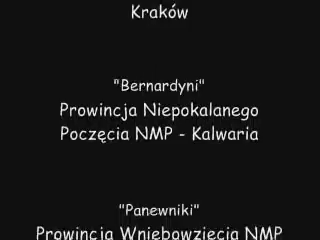 Kraków
"Bernardyni"
Prowincja Niepokalanego
Poczęcia NMP - Kalwaria
"Panewniki"
Prowincja Wniebowzięcia NMP